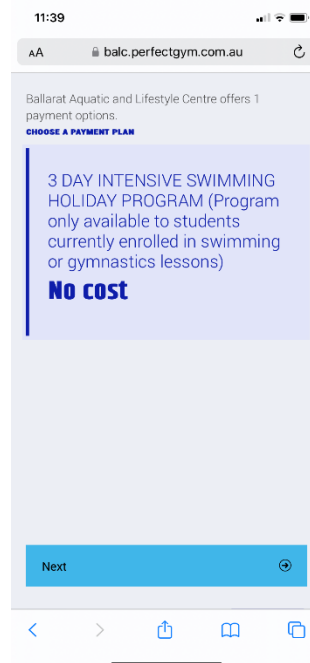 11:39
AA balc.perfectgym.com.au
Ballarat Aquatic and Lifestyle Centre offers 1
payment options.
CHOOSE A PAYMENT PLAN
3 DAY INTENSIVE SWIMMING
HOLIDAY PROGRAM (Program
only available to students
currently enrolled in swimming
or gymnastics lessons)
No cost
Next